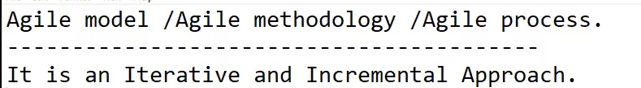 Agile model /Agile methodology /Agile process.
-----------------------------------------
It is an Iterative and Incremental Approach.